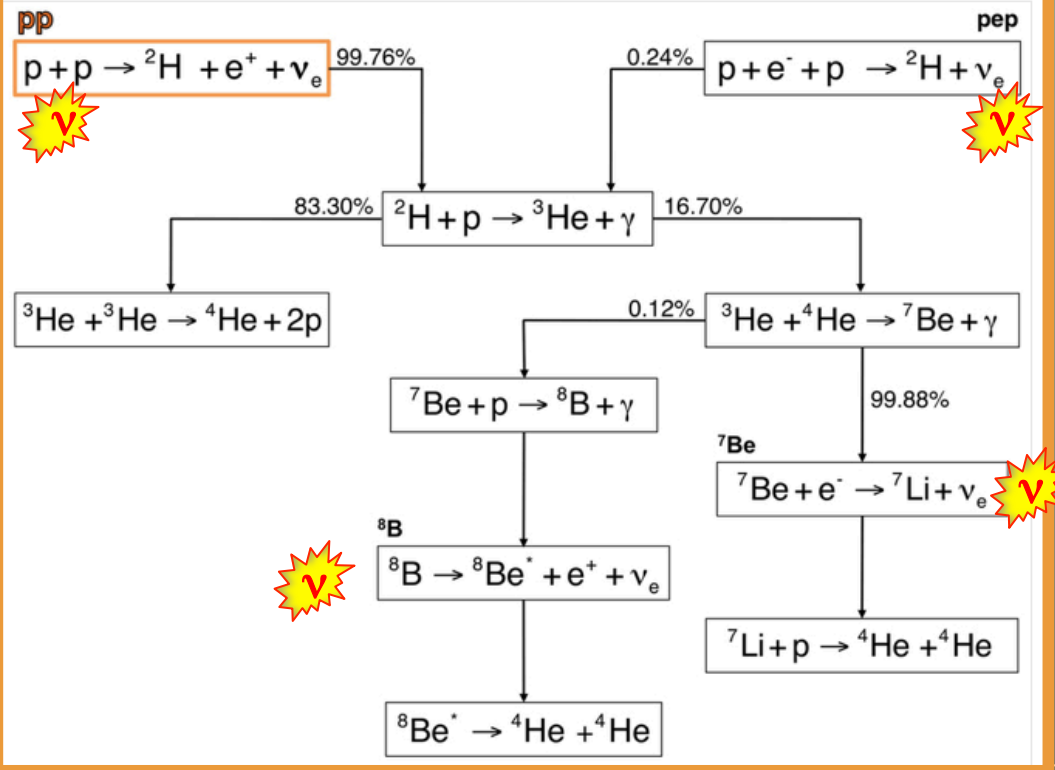 pp
pep
p+p → ²H +e⁺+νₑ
99.76%
0.24%
p+e⁻+p → ²H+νₑ
ν
ν
83.30%
²H+p → ³He+γ
16.70%
³He +³He → ⁴He+2p
0.12%
³He +⁴He → ⁷Be+γ
⁷Be+p → ⁸B+γ
99.88%
⁷Be
⁷Be+e⁻ → ⁷Li+νₑ
ν
⁸B
⁸B → ⁸Be* +e⁺ +νₑ
ν
⁷Li+p → ⁴He +⁴He
⁸Be* → ⁴He +⁴He